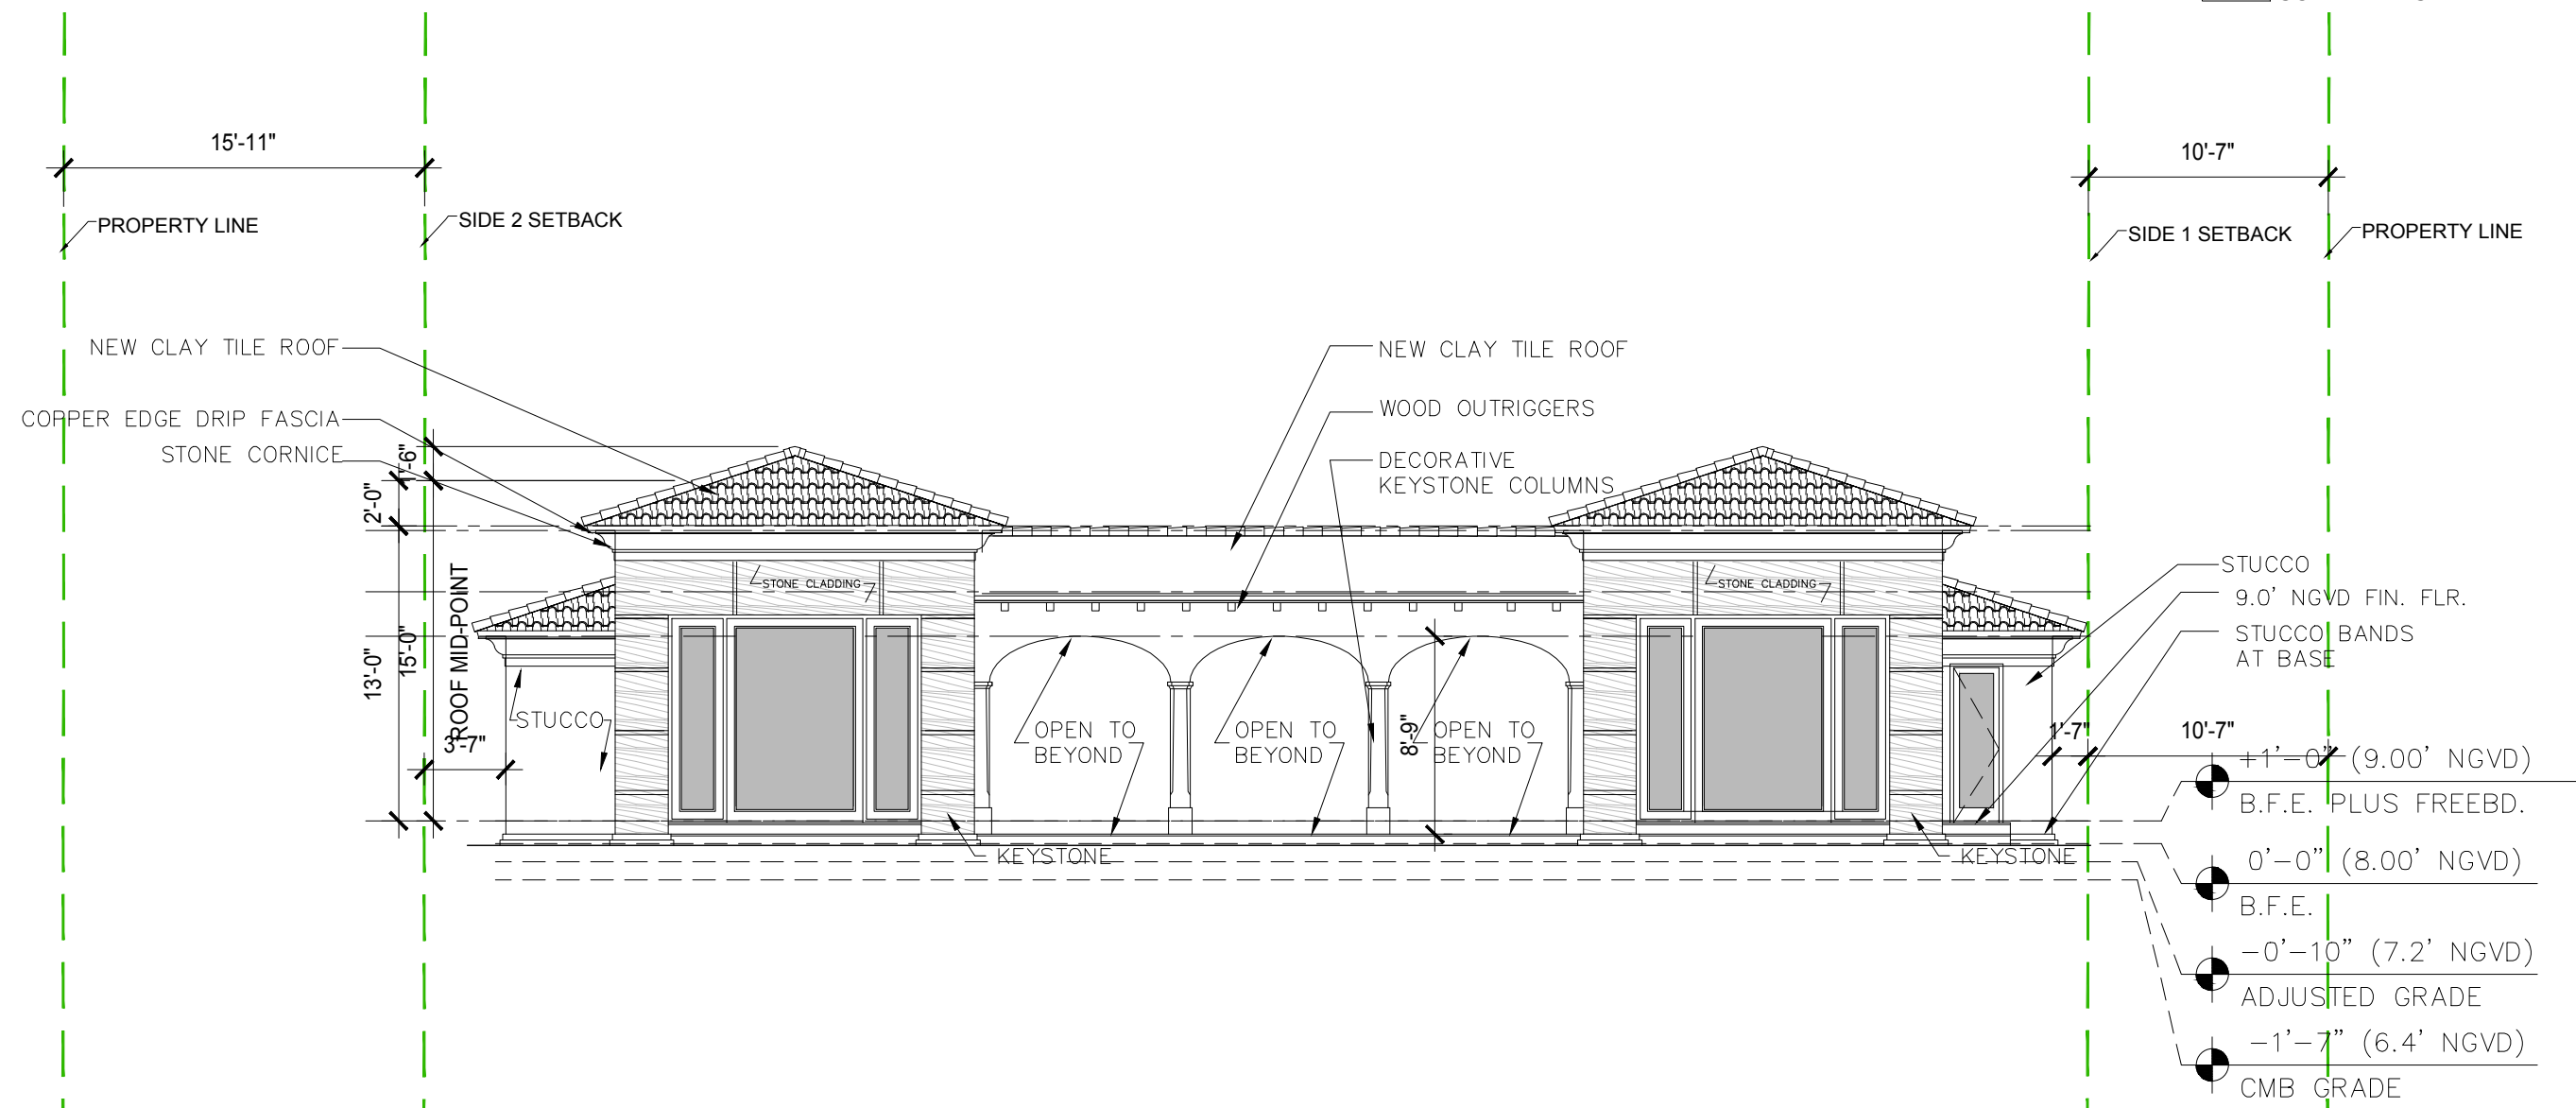 15'-11"
10'-7"
PROPERTY LINE
SIDE 2 SETBACK
SIDE 1 SETBACK
PROPERTY LINE
NEW CLAY TILE ROOF
COPPER EDGE DRIP FASCIA
STONE CORNICE
NEW CLAY TILE ROOF
WOOD OUTRIGGERS
DECORATIVE
KEYSTONE COLUMNS
2'-0"
13'-0"
15'-0"
ROOF MID-POINT
3'-7"
STUCCO
STONE CLADDING
STONE CLADDING
OPEN TO
BEYOND
OPEN TO
BEYOND
8'-9"
OPEN TO
BEYOND
KEYSTONE
KEYSTONE
STUCCO
9.0' NGVD FIN. FLR.
STUCCO BANDS
AT BASE
1'-7"
10'-7"
+1'-0" (9.00' NGVD)
B.F.E. PLUS FREEBD.
0'-0" (8.00' NGVD)
B.F.E.
-0'-10" (7.2' NGVD)
ADJUSTED GRADE
-1'-7" (6.4' NGVD)
CMB GRADE